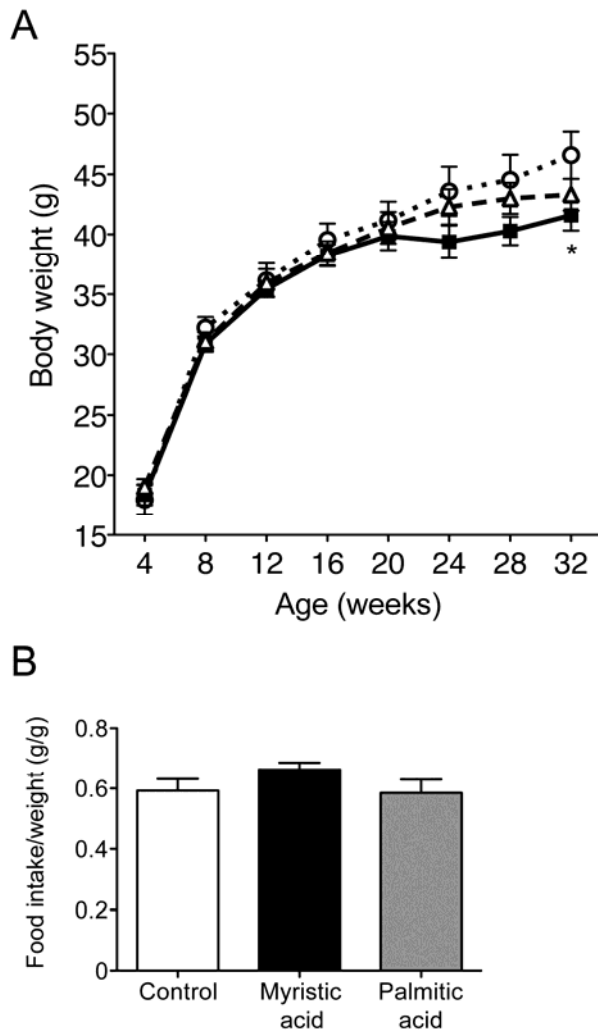 A
Body weight (g)
55
50
45
40
35
30
25
20
15
*
4 8 12 16 20 24 28 32
Age (weeks)
B
Food intake/weight (g/g)
0.8
0.6
0.4
0.2
0
Control Myristic acid Palmitic acid